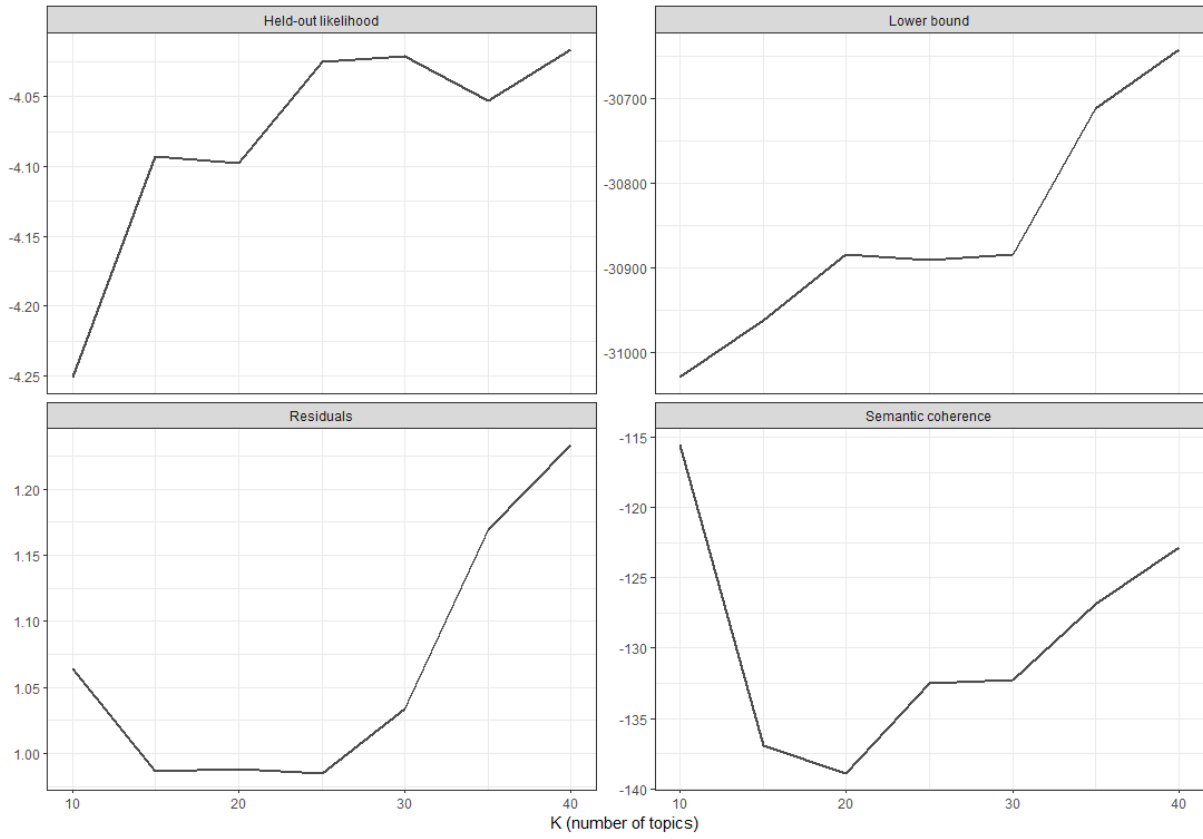 Held-out likelihood
Lower bound
-4.05
-4.10
-4.15
-4.20
-4.25
-30700
-30800
-30900
-31000
Residuals
Semantic coherence
1.20
1.15
1.10
1.05
1.00
-115
-120
-125
-130
-135
-140
10 20 30 40
10 20 30 40
K (number of topics)